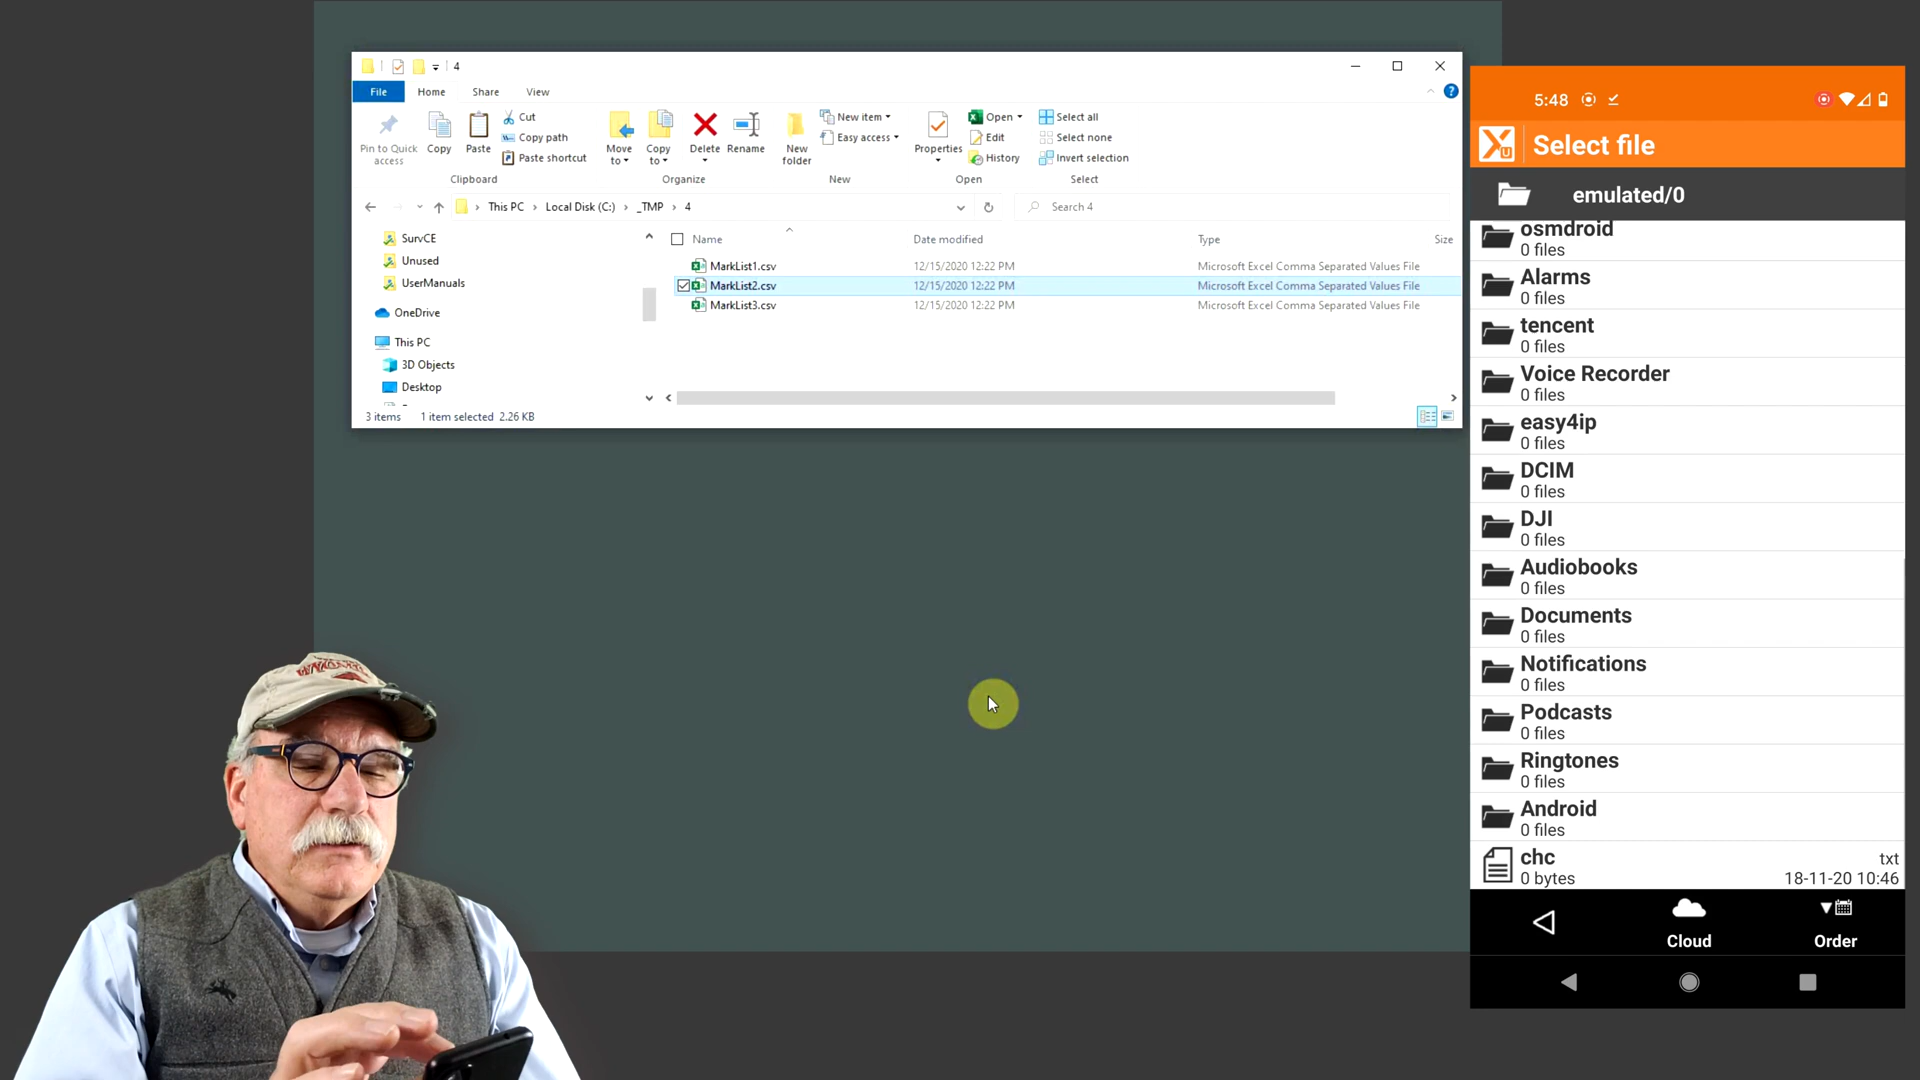 4
File Home Share View
Pin to Quick access
Copy
Paste
Cut
Copy path
Paste shortcut
Clipboard
Move to
Copy to
Delete
Rename
Organize
New folder
New item
Easy access
New
Properties
Open
Edit
History
Open
Select all
Select none
Invert selection
Select
This PC > Local Disk (C:) > _TMP > 4
Search 4
SurvCE
Unused
UserManuals
OneDrive
This PC
3D Objects
Desktop
Name Date modified Type Size
MarkList1.csv 12/15/2020 12:22 PM Microsoft Excel Comma Separated Values File
MarkList2.csv 12/15/2020 12:22 PM Microsoft Excel Comma Separated Values File
MarkList3.csv 12/15/2020 12:22 PM Microsoft Excel Comma Separated Values File
3 items 1 item selected 2.26 KB
5:48
Select file
emulated/0
osmdroid
0 files
Alarms
0 files
tencent
0 files
Voice Recorder
0 files
easy4ip
0 files
DCIM
0 files
DJI
0 files
Audiobooks
0 files
Documents
0 files
Notifications
0 files
Podcasts
0 files
Ringtones
0 files
Android
0 files
chc txt
0 bytes 18-11-20 10:46
Cloud Order